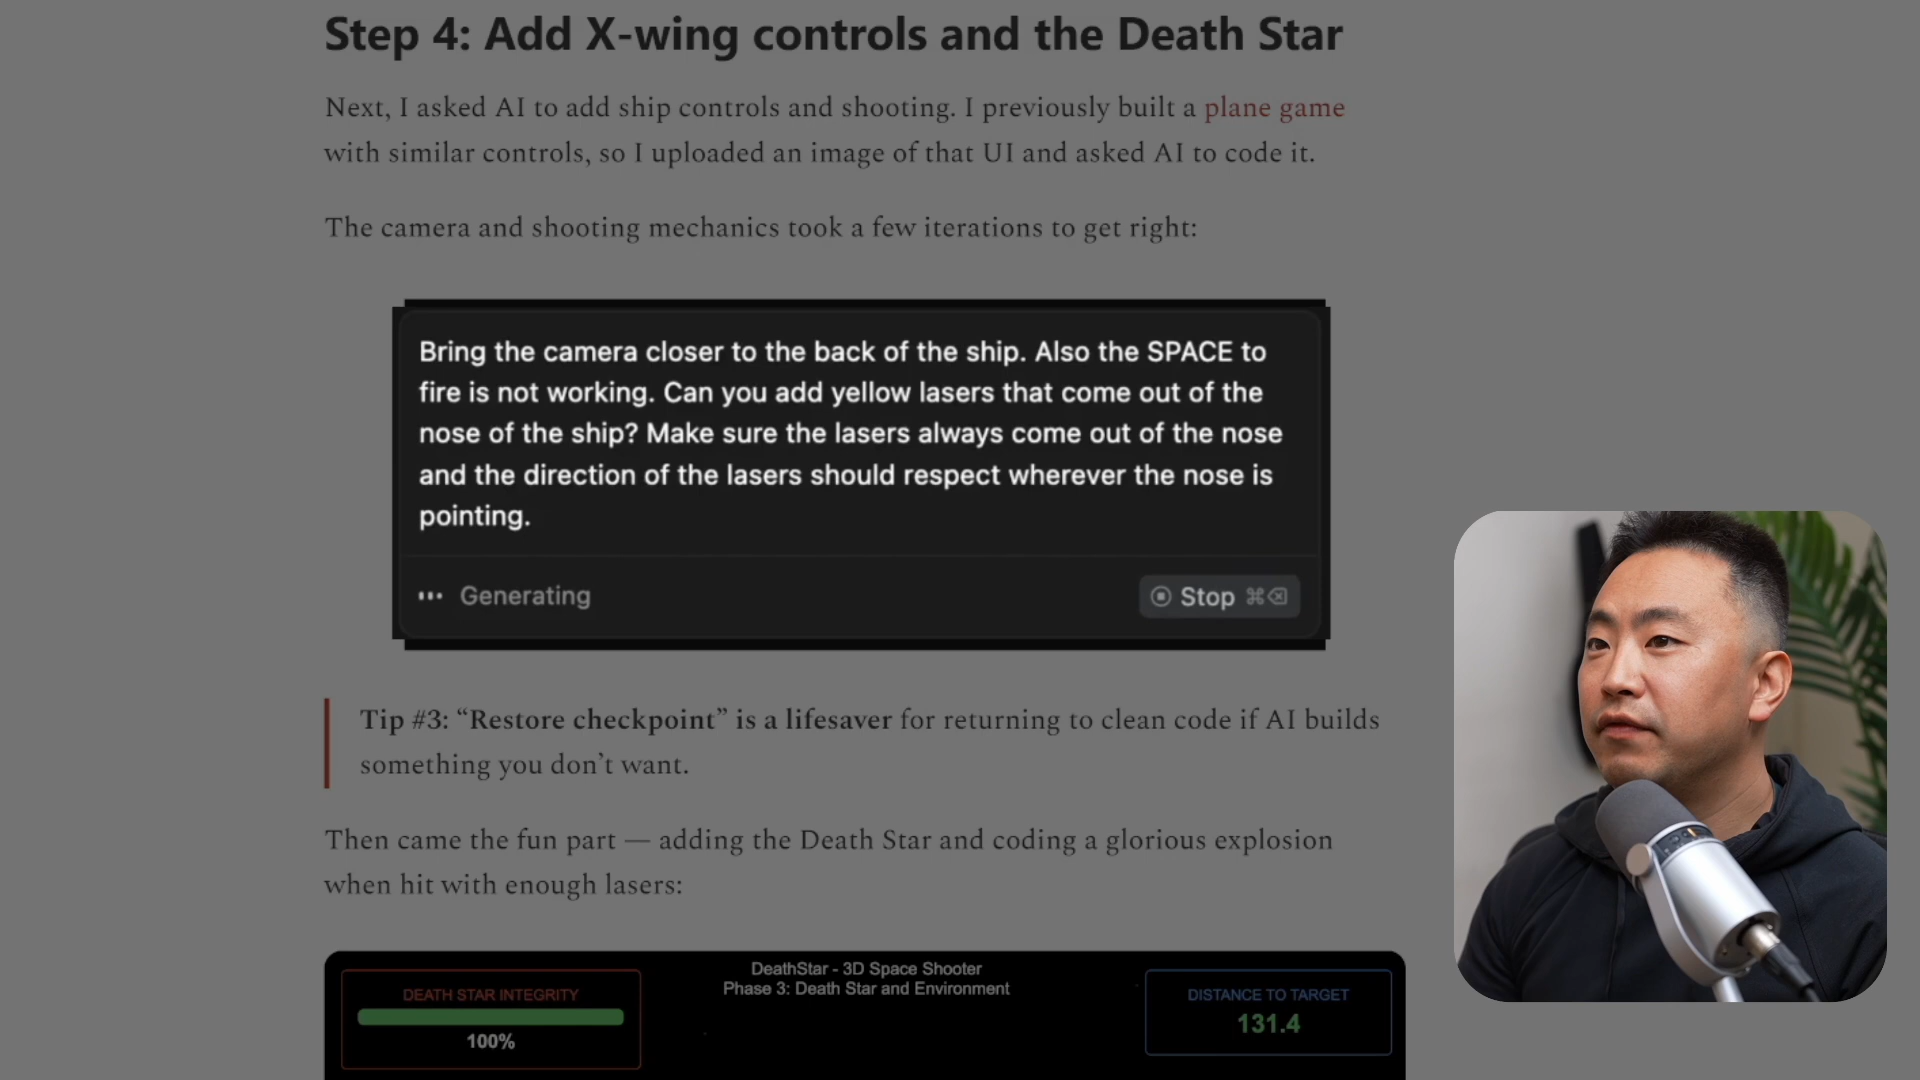 Step 4: Add X-wing controls and the Death Star
Next, I asked AI to add ship controls and shooting. I previously built a plane game
with similar controls, so I uploaded an image of that UI and asked AI to code it.
The camera and shooting mechanics took a few iterations to get right:
Bring the camera closer to the back of the ship. Also the SPACE to
fire is not working. Can you add yellow lasers that come out of the
nose of the ship? Make sure the lasers always come out of the nose
and the direction of the lasers should respect wherever the nose is
pointing.
Generating
Stop ⌘⌫
Tip #3: “Restore checkpoint” is a lifesaver for returning to clean code if AI builds
something you don’t want.
Then came the fun part — adding the Death Star and coding a glorious explosion
when hit with enough lasers:
DEATH STAR INTEGRITY
100%
DeathStar - 3D Space Shooter
Phase 3: Death Star and Environment
DISTANCE TO TARGET
131.4